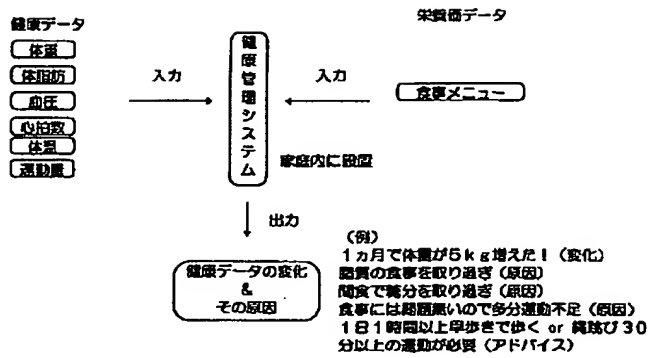 健康データ
体重
体脂肪
血圧
心拍数
体温
運動量
入力
健康管理システム
家庭内に設置
入力
栄養価データ
食事メニュー
出力
健康データの変化
&
その原因
（例）
1ヵ月で体重が5kg増えた！（変化）
脂質の食事を取り過ぎ（原因）
間食で糖分を取り過ぎ（原因）
食事には問題無いので多分運動不足（原因）
1日1時間以上早歩きで歩く or 縄跳び30
分以上の運動が必要（アドバイス）